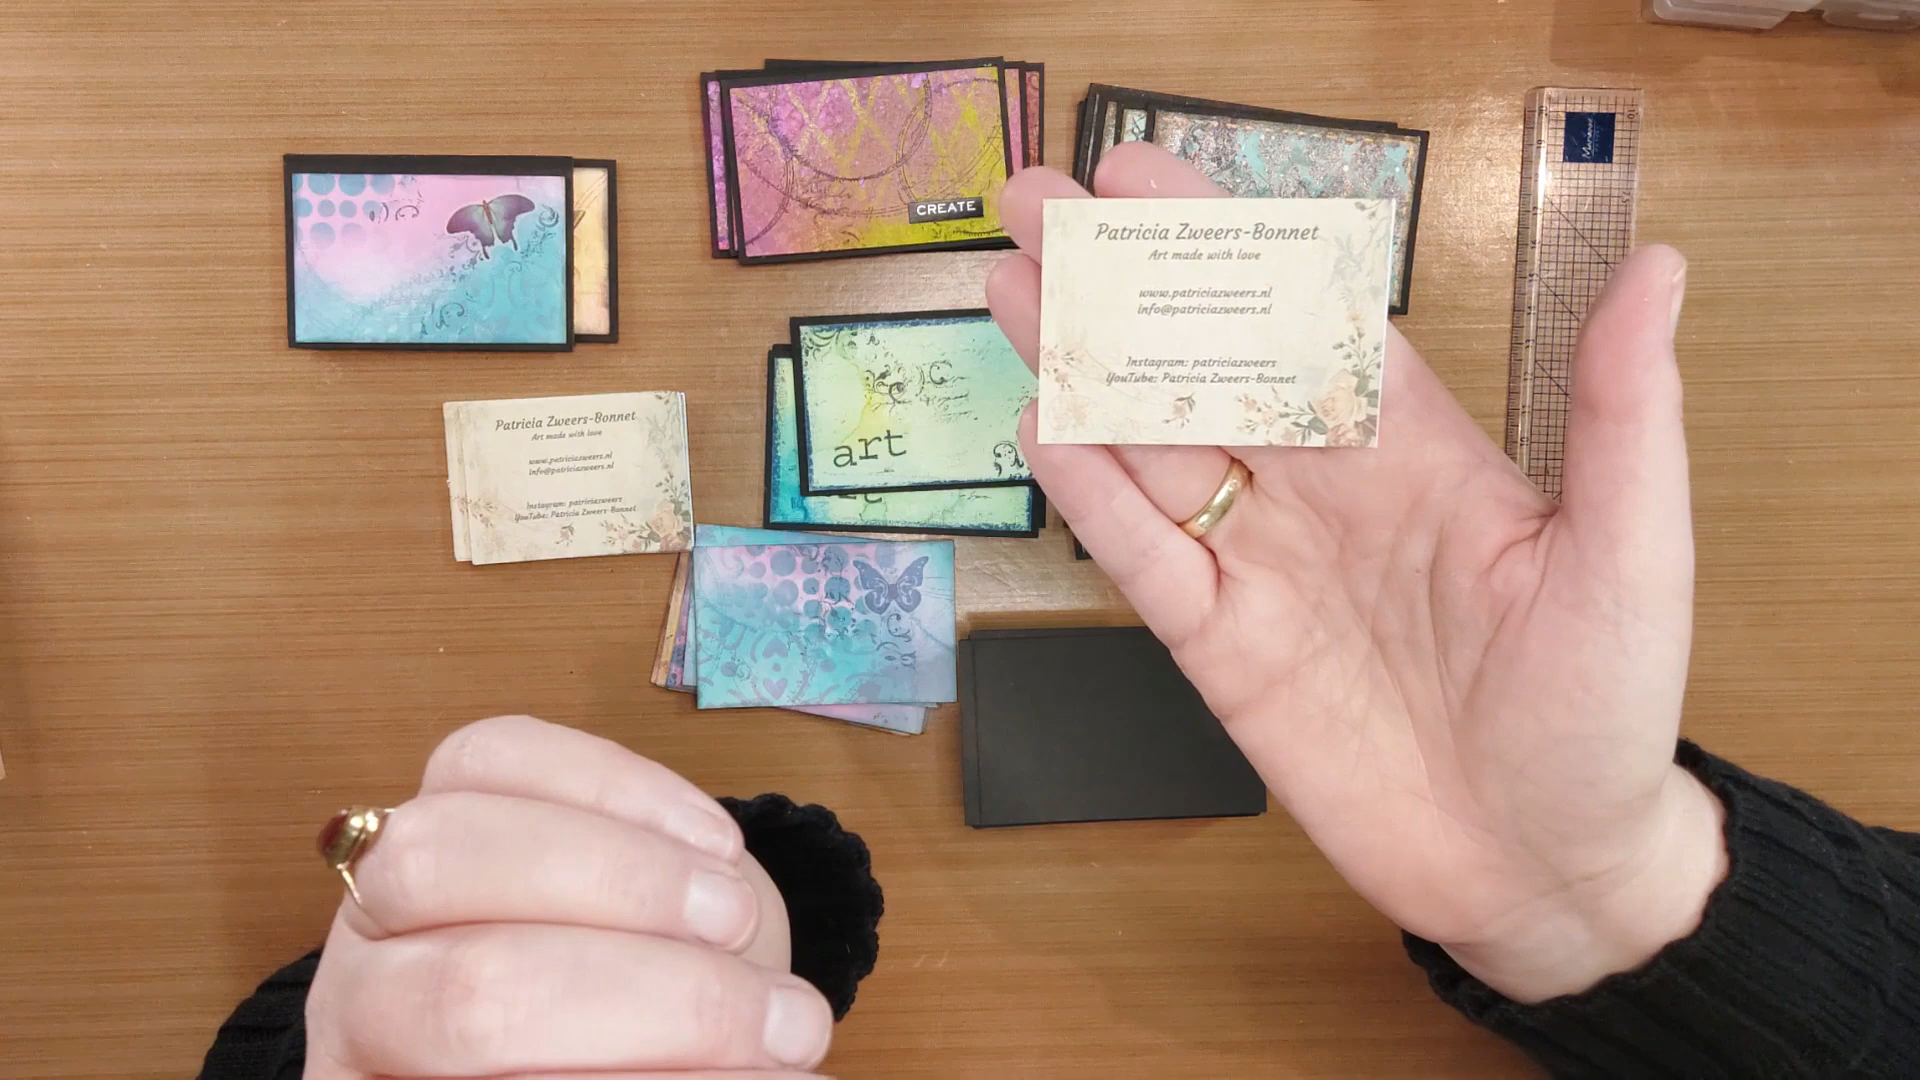 CREATE
Patricia Zweers-Bonnet
Art made with love
www.patriciazweers.nl
info@patriciazweers.nl
Instagram: patriciazweers
YouTube: Patricia Zweers-Bonnet
art
Patricia Zweers-Bonnet
Art made with love
www.patriciazweers.nl
info@patriciazweers.nl
Instagram: patriciazweers
YouTube: Patricia Zweers-Bonnet
Marianne